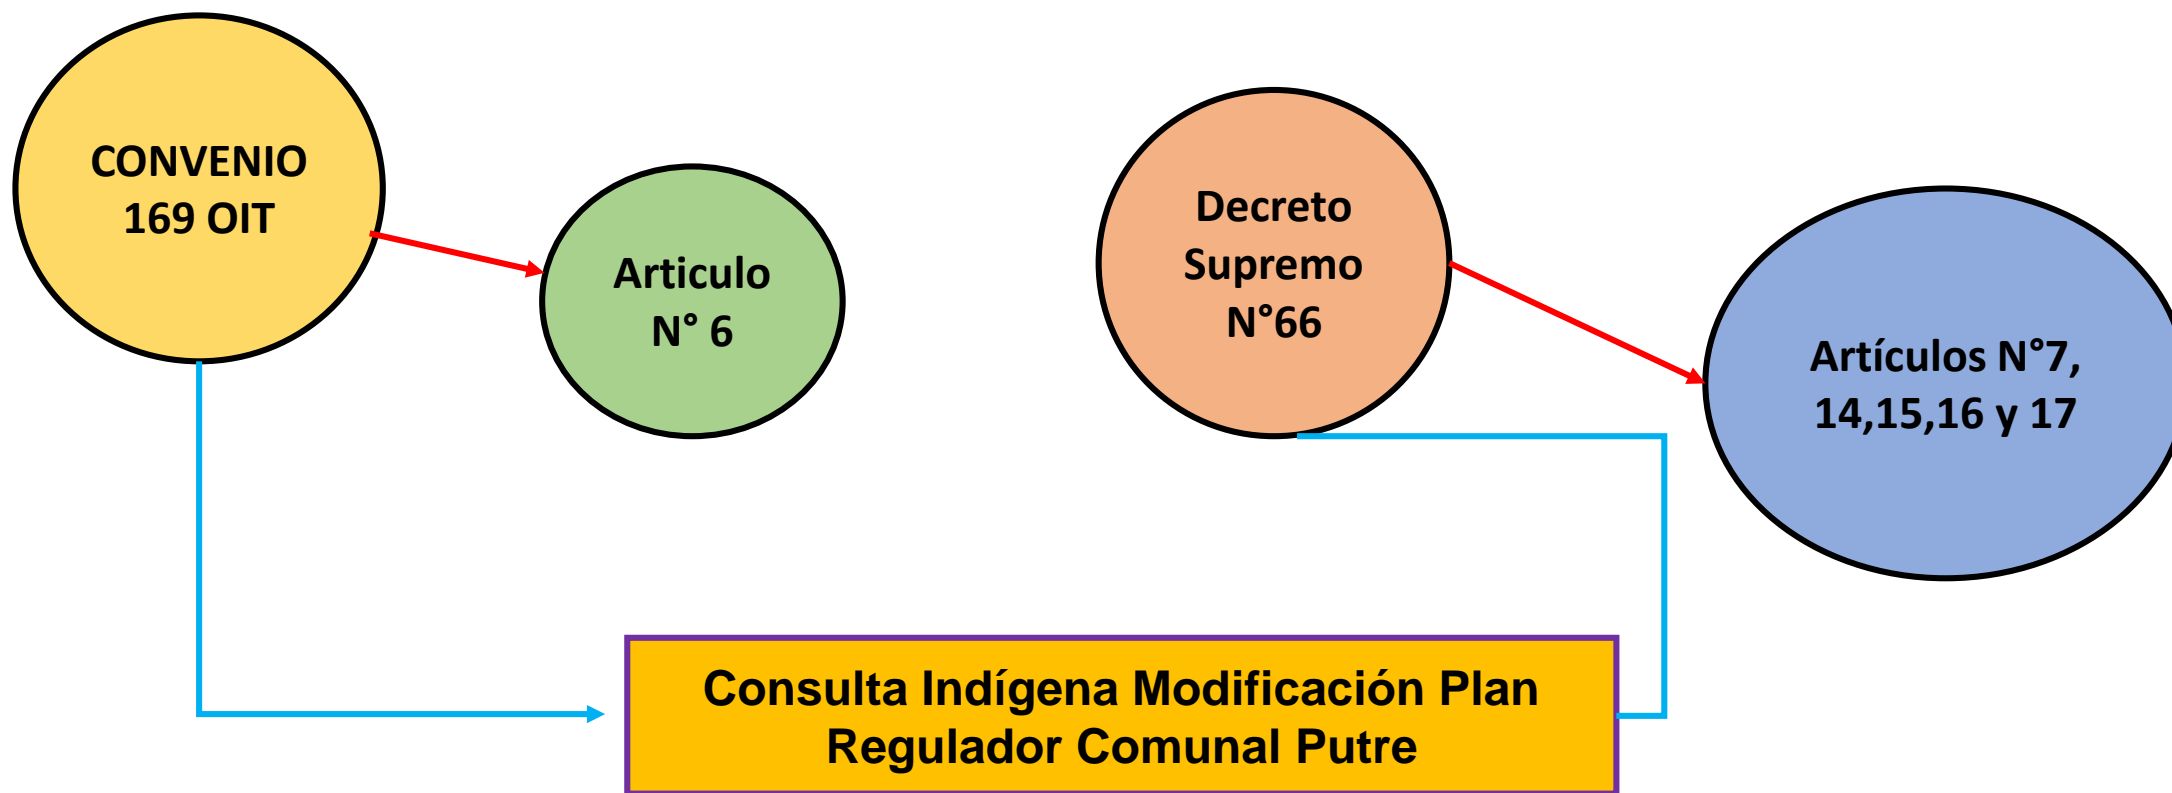 CONVENIO
169 OIT
Articulo
N° 6
Decreto
Supremo
N°66
Artículos N°7,
14,15,16 y 17
Consulta Indígena Modificación Plan
Regulador Comunal Putre